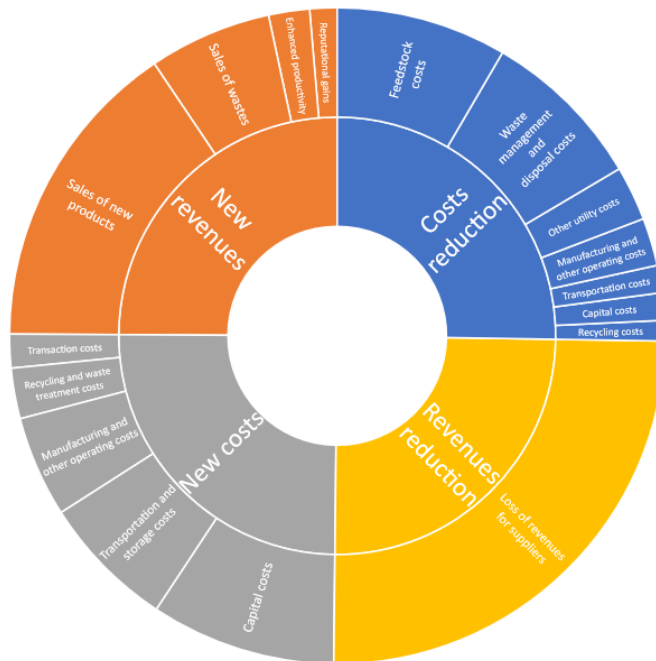 Costs
reduction
Feedstock
costs
Waste
management
and
disposal costs
Other utility costs
Manufacturing and
other operating costs
Transportation costs
Capital costs
Recycling costs
Revenues
reduction
Loss of revenues
for suppliers
New costs
Capital costs
Transportation and
storage costs
Manufacturing and
other operating costs
Recycling and waste
treatment costs
Transaction costs
New
revenues
Sales of new
products
Sales of wastes
Enhanced productivity
Reputational gains